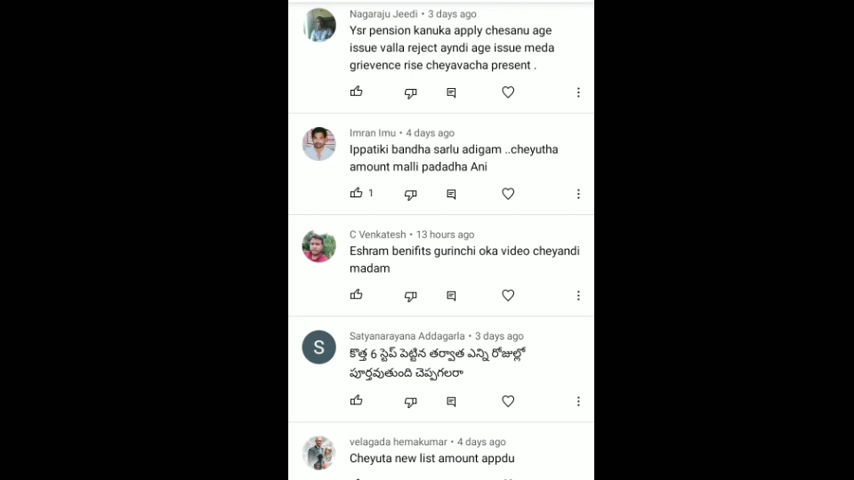 Nagaraju Jeedi • 3 days ago
Ysr pension kanuka apply chesanu age
issue valla reject ayndi age issue meda
grievence rise cheyavacha present .
Imran Imu • 4 days ago
Ippatiki bandha sarlu adigam ..cheyutha
amount malli padadha Ani
1
C Venkatesh • 13 hours ago
Eshram benifits gurinchi oka video cheyandi
madam
S
Satyanarayana Addagarla • 3 days ago
కొత్త 6 స్టెప్ పెట్టిన తర్వాత ఎన్ని రోజుల్లో
పూర్తవుతుంది చెప్పగలరా
velagada hemakumar • 4 days ago
Cheyuta new list amount appdu